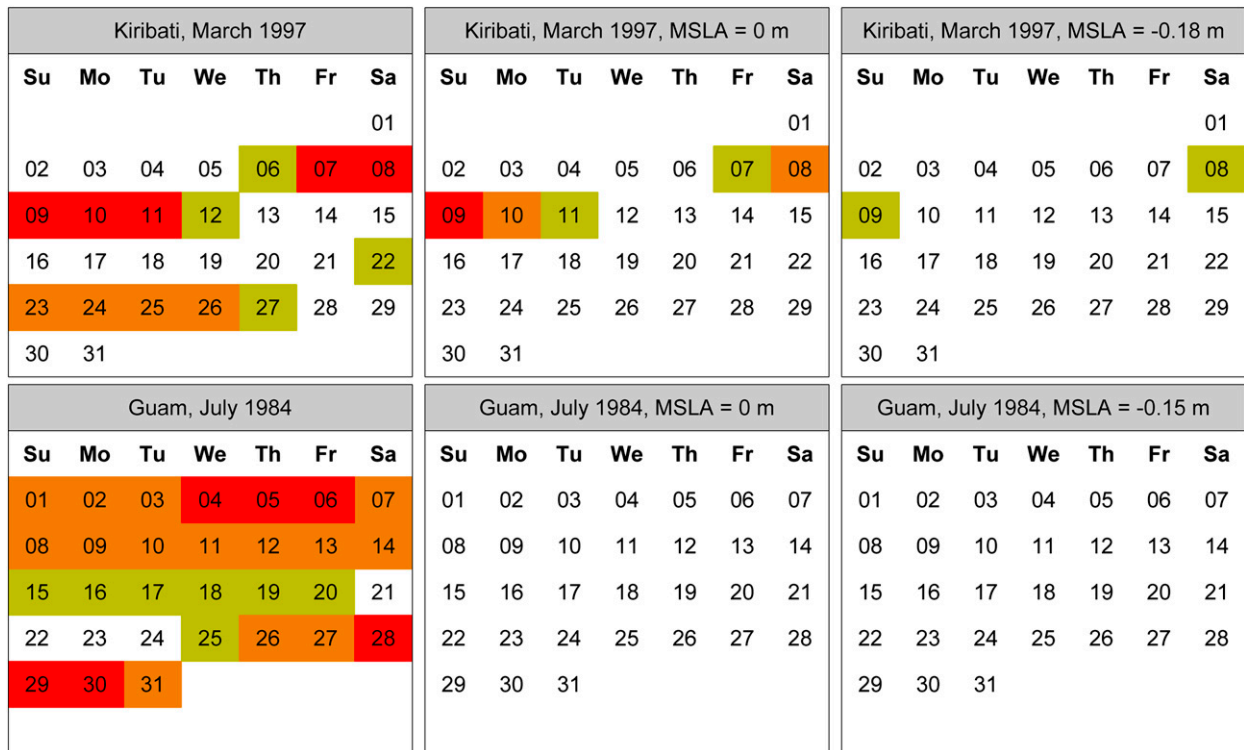 Kiribati, March 1997
Su Mo Tu We Th Fr Sa
01
02 03 04 05 06 07 08
09 10 11 12 13 14 15
16 17 18 19 20 21 22
23 24 25 26 27 28 29
30 31
Kiribati, March 1997, MSLA = 0 m
Su Mo Tu We Th Fr Sa
01
02 03 04 05 06 07 08
09 10 11 12 13 14 15
16 17 18 19 20 21 22
23 24 25 26 27 28 29
30 31
Kiribati, March 1997, MSLA = -0.18 m
Su Mo Tu We Th Fr Sa
01
02 03 04 05 06 07 08
09 10 11 12 13 14 15
16 17 18 19 20 21 22
23 24 25 26 27 28 29
30 31
Guam, July 1984
Su Mo Tu We Th Fr Sa
01 02 03 04 05 06 07
08 09 10 11 12 13 14
15 16 17 18 19 20 21
22 23 24 25 26 27 28
29 30 31
Guam, July 1984, MSLA = 0 m
Su Mo Tu We Th Fr Sa
01 02 03 04 05 06 07
08 09 10 11 12 13 14
15 16 17 18 19 20 21
22 23 24 25 26 27 28
29 30 31
Guam, July 1984, MSLA = -0.15 m
Su Mo Tu We Th Fr Sa
01 02 03 04 05 06 07
08 09 10 11 12 13 14
15 16 17 18 19 20 21
22 23 24 25 26 27 28
29 30 31